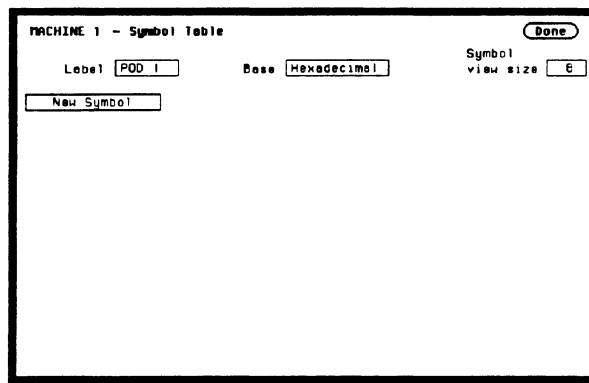 MACHINE 1 - Symbol Table
Done
Label POD 1
Base Hexadecimal
Symbol
view size 8
New Symbol